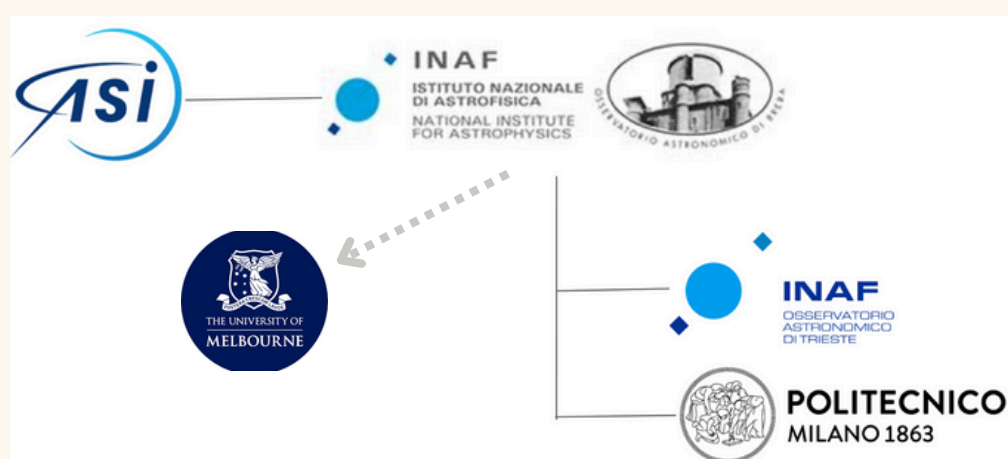 ASI
INAF
ISTITUTO NAZIONALE
DI ASTROFISICA
NATIONAL INSTITUTE
FOR ASTROPHYSICS
OSSERVATORIO ASTRONOMICO DI BRERA
THE UNIVERSITY OF
MELBOURNE
INAF
OSSERVATORIO
ASTRONOMICO
DI TRIESTE
POLITECNICO
MILANO 1863